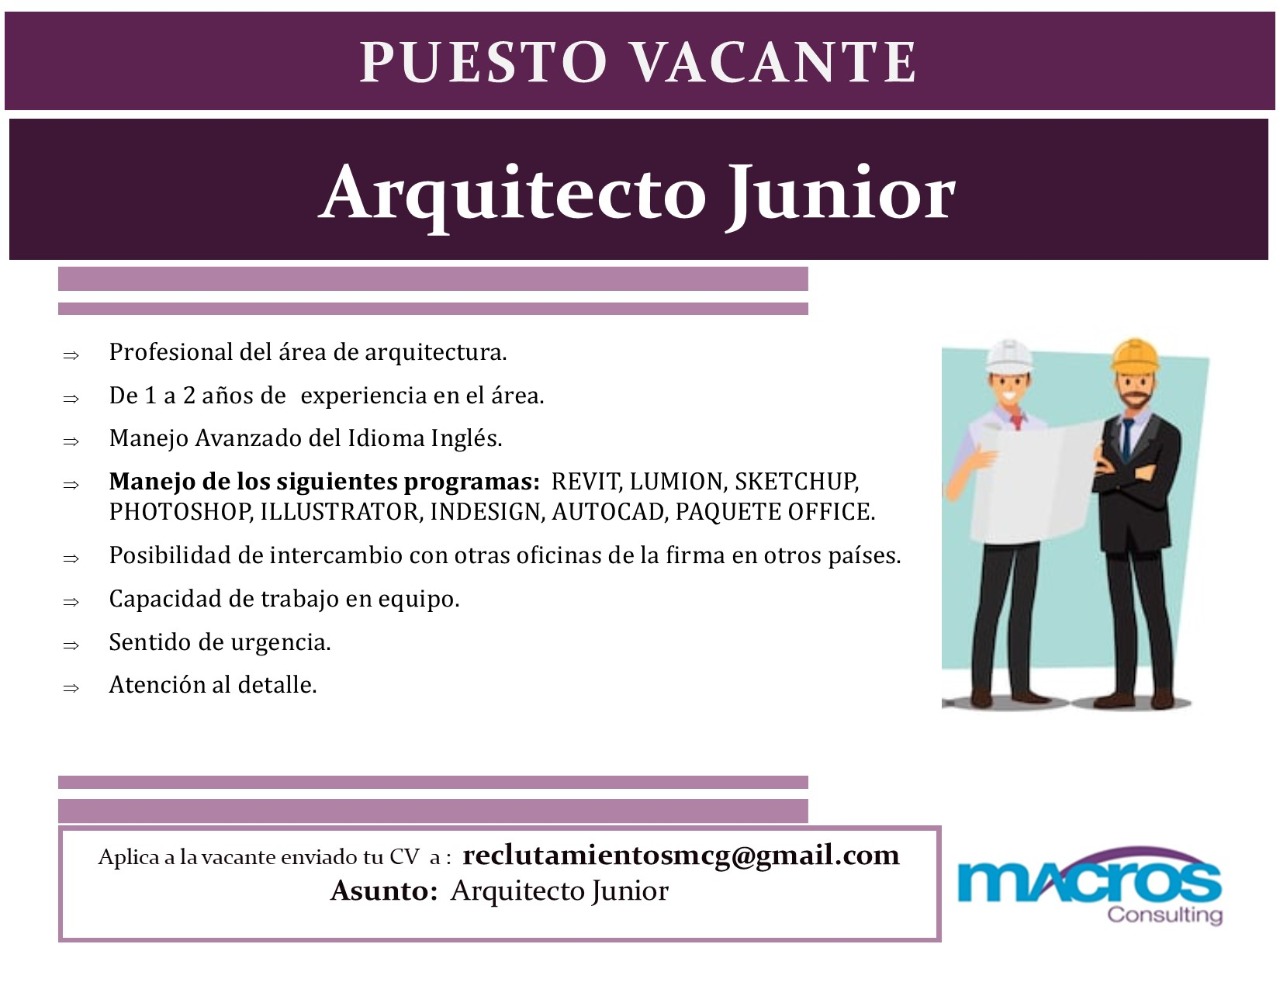 PUESTO VACANTE
Arquitecto Junior
⇒ Profesional del área de arquitectura.
⇒ De 1 a 2 años de experiencia en el área.
⇒ Manejo Avanzado del Idioma Inglés.
⇒ Manejo de los siguientes programas: REVIT, LUMION, SKETCHUP,
PHOTOSHOP, ILLUSTRATOR, INDESIGN, AUTOCAD, PAQUETE OFFICE.
⇒ Posibilidad de intercambio con otras oficinas de la firma en otros países.
⇒ Capacidad de trabajo en equipo.
⇒ Sentido de urgencia.
⇒ Atención al detalle.
Aplica a la vacante enviado tu CV a : reclutamientosmcg@gmail.com
Asunto: Arquitecto Junior
mACROS
Consulting